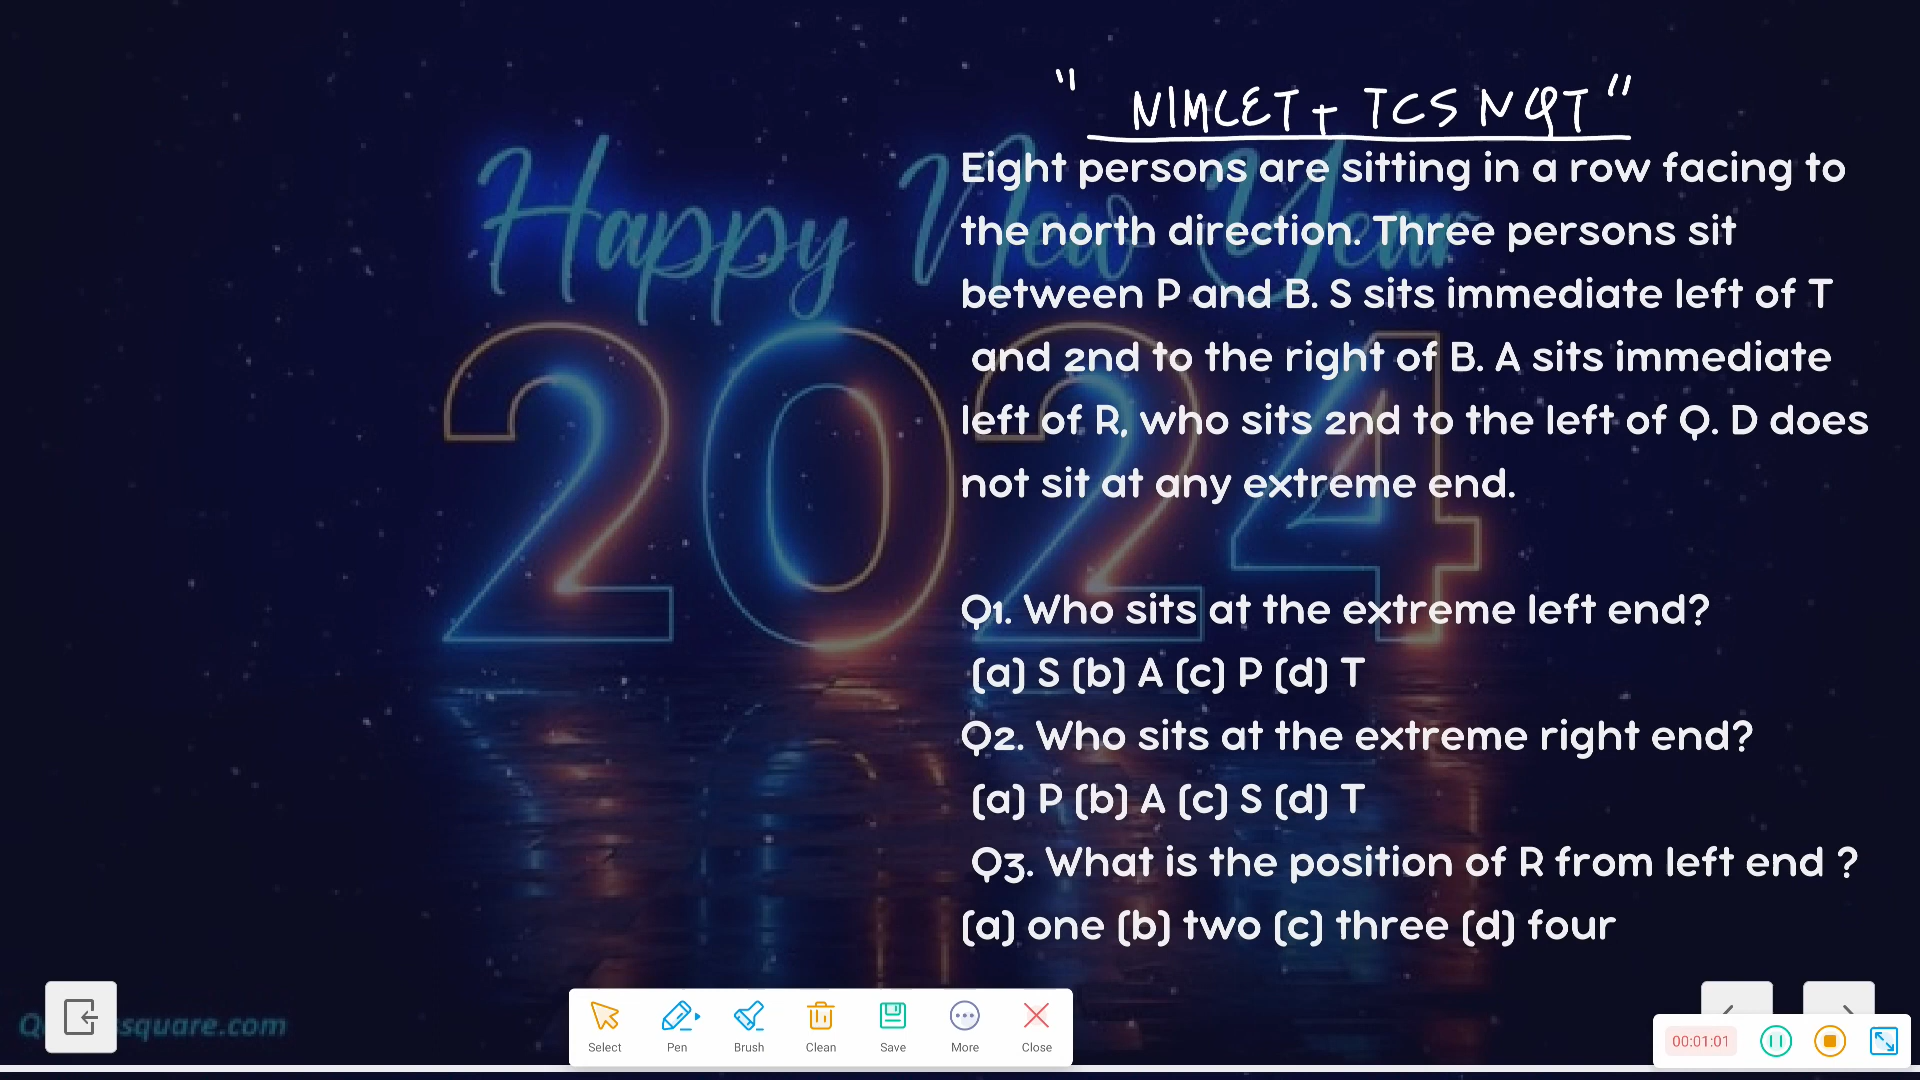 " NIMCET + TCS NQT "
Happy New Year
2024
Eight persons are sitting in a row facing to
the north direction. Three persons sit
between P and B. S sits immediate left of T
and 2nd to the right of B. A sits immediate
left of R, who sits 2nd to the left of Q. D does
not sit at any extreme end.
Q1. Who sits at the extreme left end?
(a) S (b) A (c) P (d) T
Q2. Who sits at the extreme right end?
(a) P (b) A (c) S (d) T
Q3. What is the position of R from left end ?
(a) one (b) two (c) three (d) four
square.com
Select Pen Brush Clean Save More Close
00:01:01